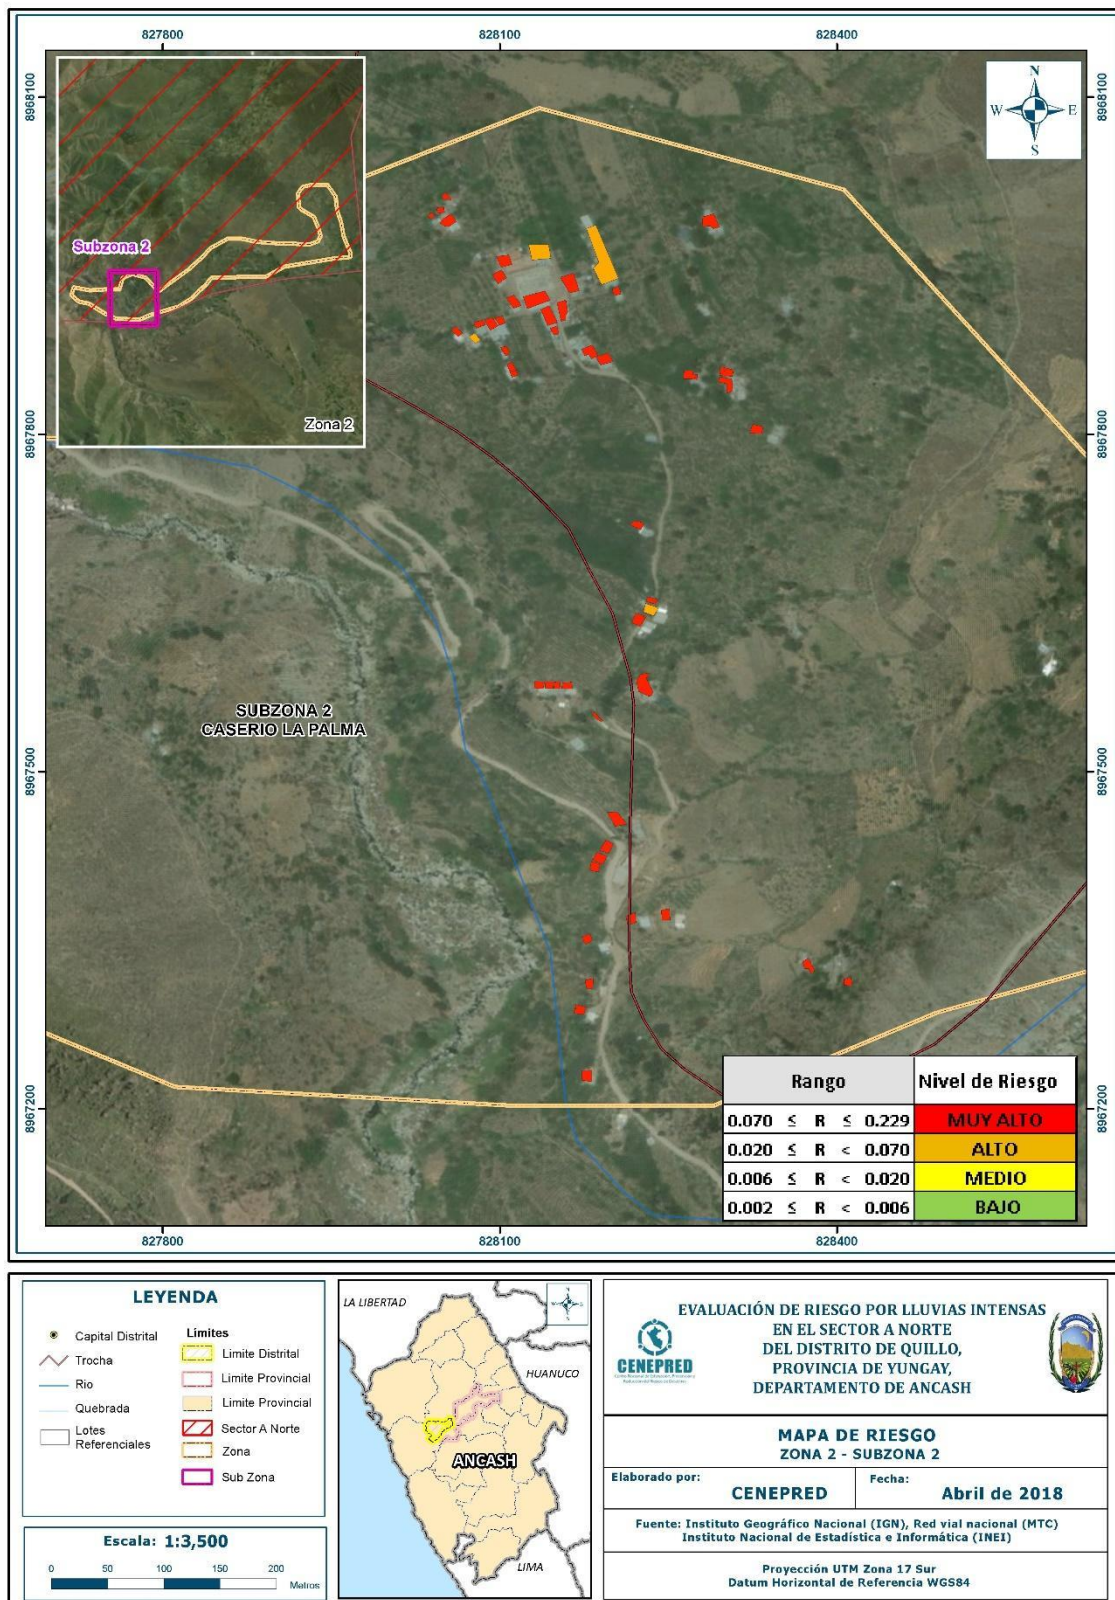 827800
828100
828400
8968100
8968100
N
W
E
S
Subzona 2
Zona 2
8967800
8967800
SUBZONA 2
CASERIO LA PALMA
8967500
8967500
8967200
8967200
Rango
Nivel de Riesgo
0.070 ≤ R ≤ 0.229
MUY ALTO
0.020 ≤ R < 0.070
ALTO
0.006 ≤ R < 0.020
MEDIO
0.002 ≤ R < 0.006
BAJO
827800
828100
828400
LEYENDA
Capital Distrital
Trocha
Rio
Quebrada
Lotes
Referenciales
Límites
Limite Distrital
Limite Provincial
Limite Provincial
Sector A Norte
Zona
Sub Zona
Escala: 1:3,500
0
50
100
150
200
Metros
LA LIBERTAD
HUANUCO
ANCASH
LIMA
CENEPRED
EVALUACIÓN DE RIESGO POR LLUVIAS INTENSAS
EN EL SECTOR A NORTE
DEL DISTRITO DE QUILLO,
PROVINCIA DE YUNGAY,
DEPARTAMENTO DE ANCASH
MAPA DE RIESGO
ZONA 2 - SUBZONA 2
Elaborado por:
CENEPRED
Fecha:
Abril de 2018
Fuente: Instituto Geográfico Nacional (IGN), Red vial nacional (MTC)
Instituto Nacional de Estadística e Informática (INEI)
Proyección UTM Zona 17 Sur
Datum Horizontal de Referencia WGS84